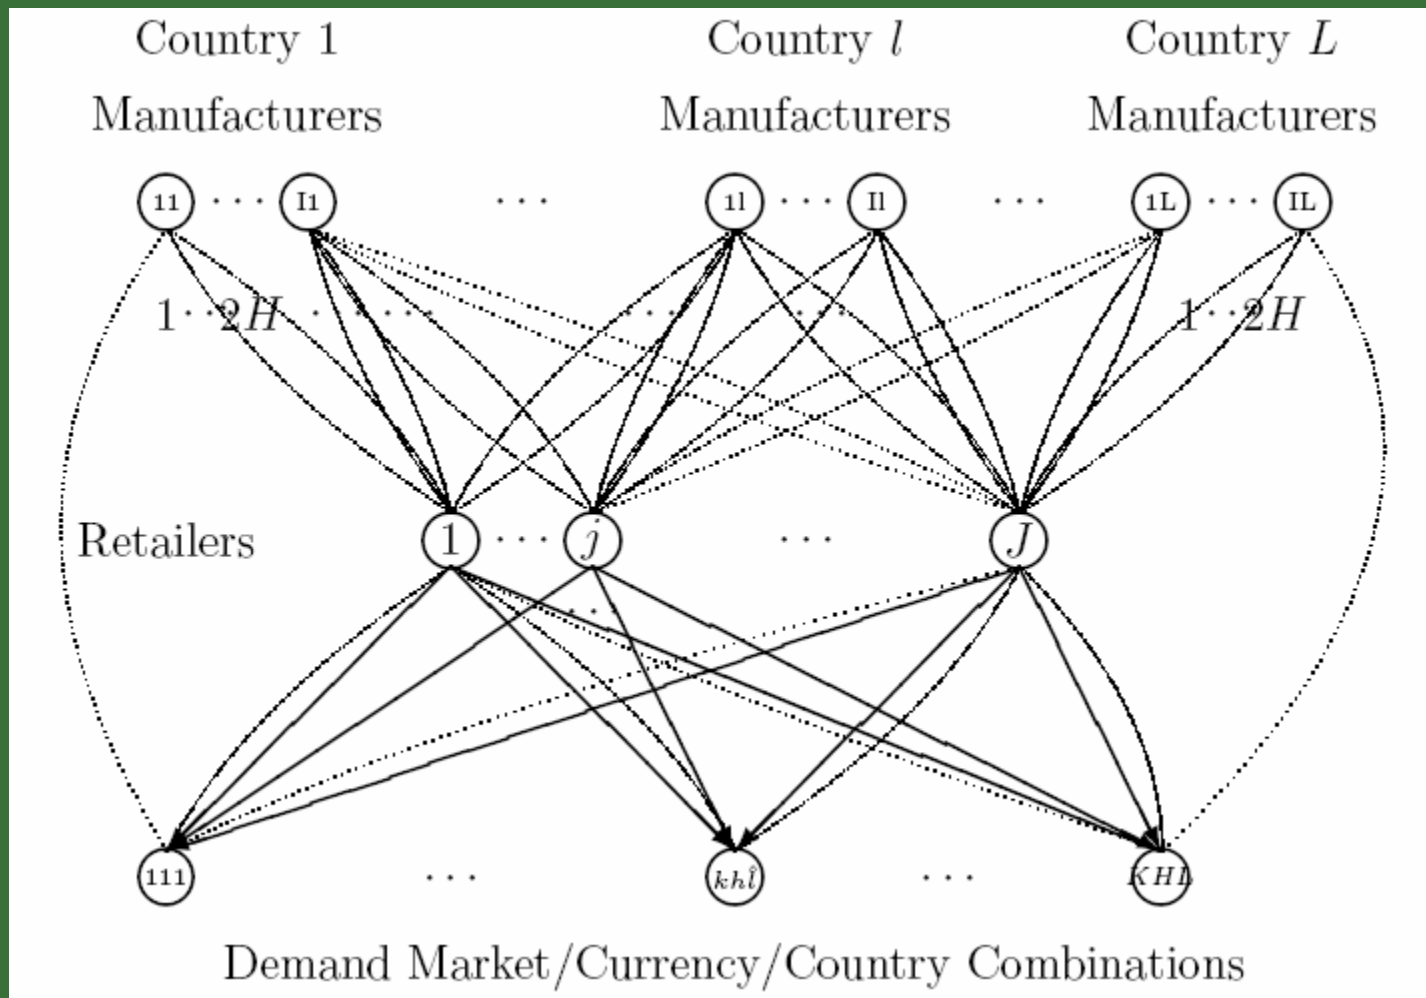 Country 1 Country l Country L
Manufacturers Manufacturers Manufacturers
11 · · · I1 · · · 1l · · · Il · · · 1L · · · IL
1 · · 2H · · · · · · · · · · · 1 · · 2H
Retailers 1 · · · j · · · J
· · ·
111 · · · khl̂ · · · KHL
Demand Market/Currency/Country Combinations